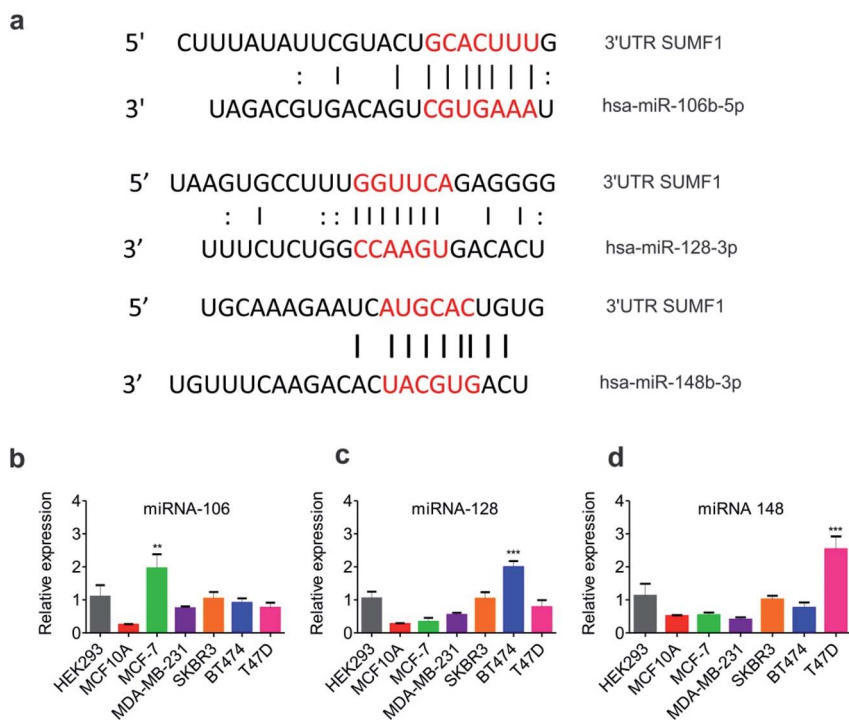 a
5' CUUUAUAUUCGUACUGCACUUUG 3'UTR SUMF1
: | | | | | | | | | | :
3' UAGACGUGACAGUCGUGAAAU hsa-miR-106b-5p
5’ UAAGUGCCUUUGGUUCAGAGGGG 3'UTR SUMF1
: | : : | | | | | | | | | :
3’ UUUCUCUGGCCAAGUGACACU hsa-miR-128-3p
5’ UGCAAAGAAUCAUGCACUGUG 3'UTR SUMF1
| | | | | | | | |
3’ UGUUUCAAGACACUACGUGACU hsa-miR-148b-3p
b c d
miRNA-106
Relative expression
4
3
2
1
0
**
HEK293 MCF10A MCF-7 MDA-MB-231 SKBR3 BT474 T47D
miRNA-128
Relative expression
4
3
2
1
0
***
HEK293 MCF10A MCF-7 MDA-MB-231 SKBR3 BT474 T47D
miRNA 148
Relative expression
4
3
2
1
0
***
HEK293 MCF10A MCF-7 MDA-MB-231 SKBR3 BT474 T47D